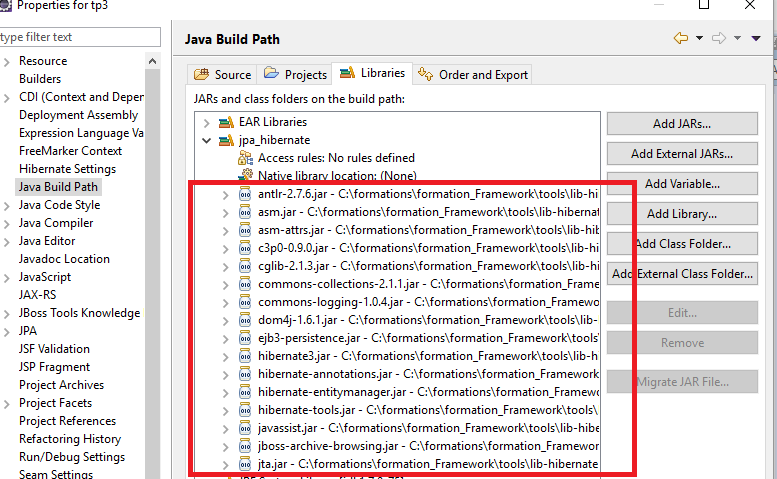 Properties for tp3
type filter text
Resource
Builders
CDI (Context and Deper
Deployment Assembly
Expression Language Va
FreeMarker Context
Hibernate Settings
Java Build Path
Java Code Style
Java Compiler
Java Editor
Javadoc Location
JavaScript
JAX-RS
JBoss Tools Knowledge
JPA
JSF Validation
JSP Fragment
Project Archives
Project Facets
Project References
Refactoring History
Run/Debug Settings
Seam Settings
Java Build Path
Source
Projects
Libraries
Order and Export
JARs and class folders on the build path:
EAR Libraries
jpa_hibernate
Access rules: No rules defined
Native library location: (None)
antlr-2.7.6.jar - C:\formations\formation_Framework\tools\lib-hi
asm.jar - C:\formations\formation_Framework\tools\lib-hibernat
asm-attrs.jar - C:\formations\formation_Framework\tools\lib-hi
c3p0-0.9.0.jar - C:\formations\formation_Framework\tools\lib-hi
cglib-2.1.3.jar - C:\formations\formation_Framework\tools\lib-hi
commons-collections-2.1.1.jar - C:\formations\formation_Frame
commons-logging-1.0.4.jar - C:\formations\formation_Framewo
dom4j-1.6.1.jar - C:\formations\formation_Framework\tools\lib-
ejb3-persistence.jar - C:\formations\formation_Framework\tools
hibernate3.jar - C:\formations\formation_Framework\tools\lib-h
hibernate-annotations.jar - C:\formations\formation_Framework
hibernate-entitymanager.jar - C:\formations\formation_Framew
hibernate-tools.jar - C:\formations\formation_Framework\tools\
javassist.jar - C:\formations\formation_Framework\tools\lib-hib
jboss-archive-browsing.jar - C:\formations\formation_Framewor
jta.jar - C:\formations\formation_Framework\tools\lib-hibernate
Add JARs...
Add External JARs...
Add Variable...
Add Library...
Add Class Folder...
Add External Class Folder...
Edit...
Remove
Migrate JAR File...